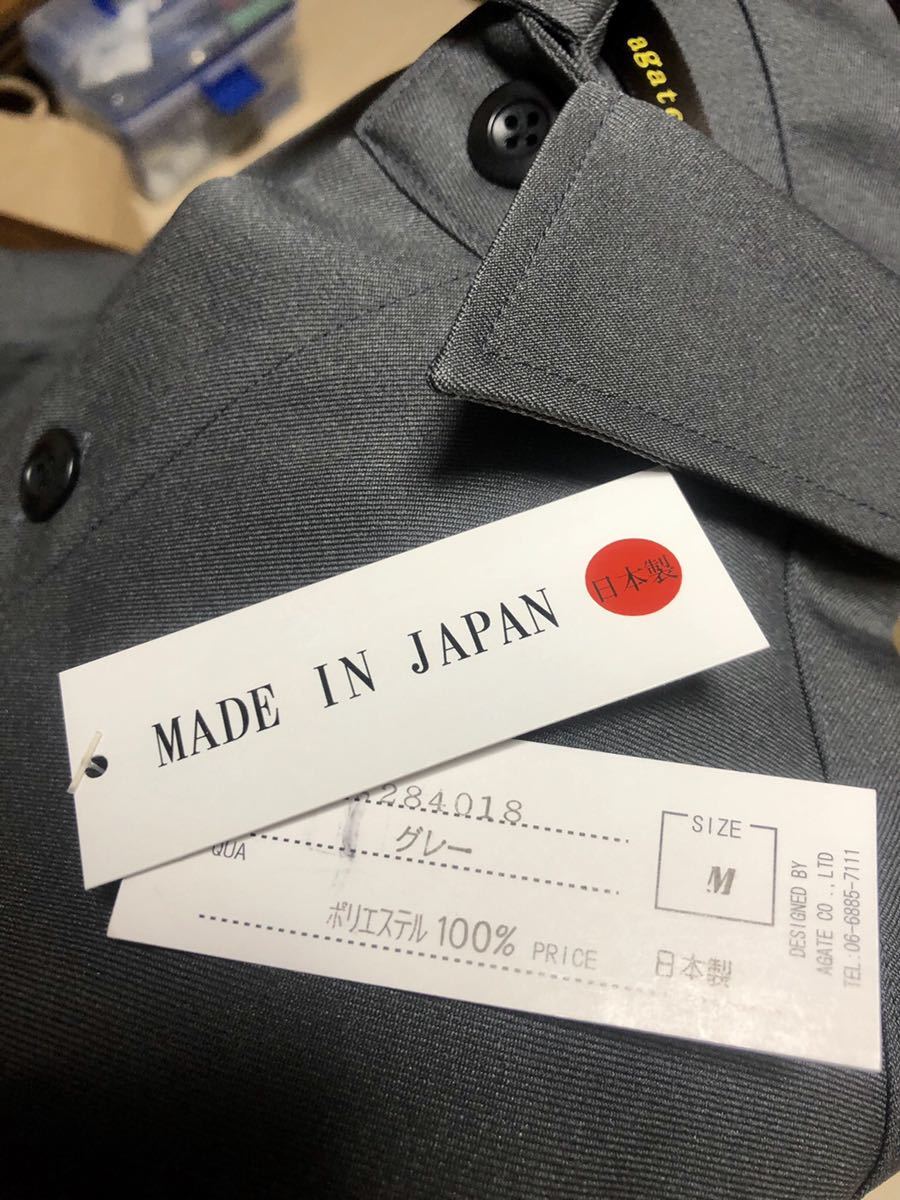 agate
MADE IN JAPAN
日本製
284018
グレー
QUA
ポリエステル 100%
PRICE
日本製
SIZE
M
DESIGNED BY
AGATE CO .,LTD
TEL:06-6885-7111